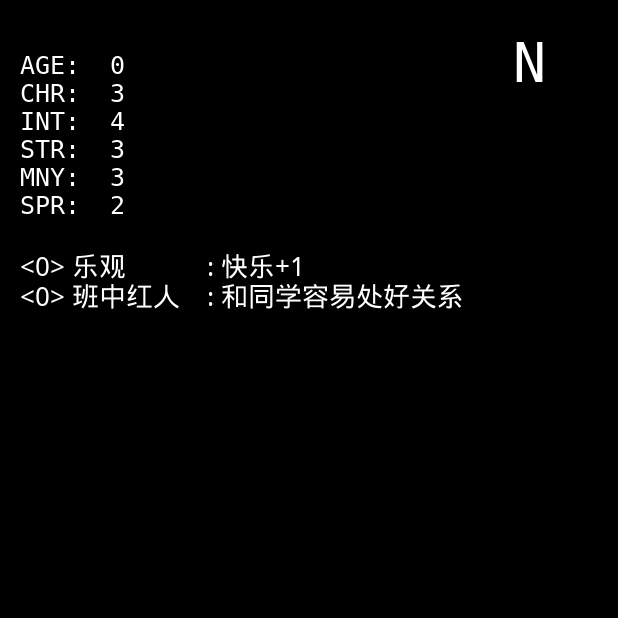 N
AGE: 0
CHR: 3
INT: 4
STR: 3
MNY: 3
SPR: 2
<O> 乐观 : 快乐+1
<O> 班中红人 : 和同学容易处好关系